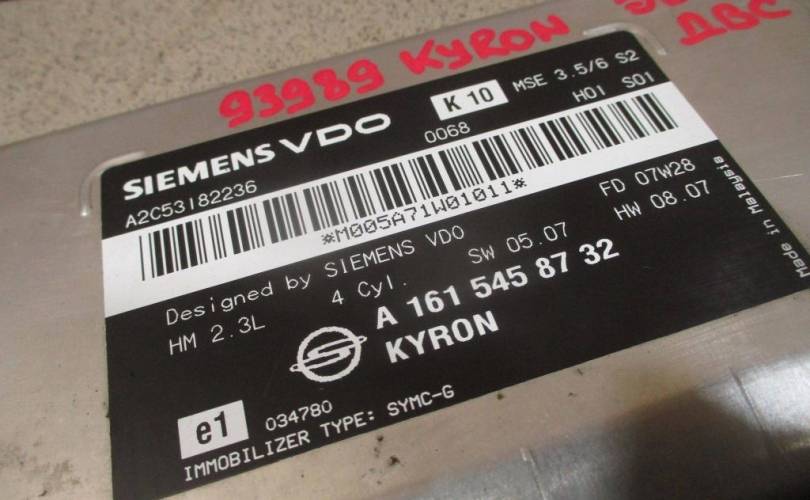 93989 KYRON
ДВС
SIEMENS VDO
K 10
MSE 3.5/6 S2
A2C53182236
0068
H01 S01
*M005A71W01011*
Designed by SIEMENS VDO
FD 07W28
HM 2.3L
4 Cyl.
SW 05.07
HW 08.07
A 161 545 87 32
KYRON
Made in Malaysia
e1
034780
IMMOBILIZER TYPE: SYMC-G